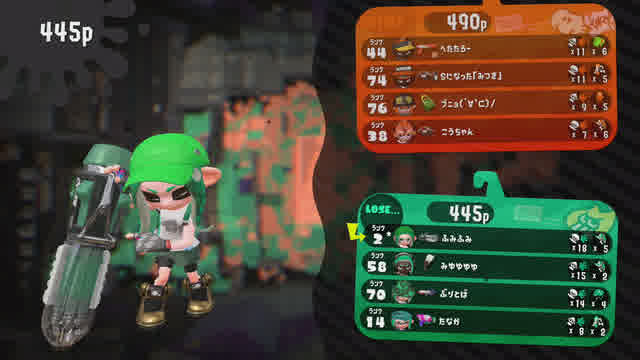 445p
490p
ランク
44
へたたろー
x11 x6
ランク
74
Sになった「みつき」
x11 x5
ランク
76
プニョ(´∀`C)ノ
x9 x5
ランク
38
こうちゃん
x7 x6
LOSE...
445p
ランク
2*
ふみふみ
x18 x5
ランク
58
みゆゆゆゆ
x15 x2
ランク
70
ぷりとぱ
x14 x4
ランク
14
たなか
x8 x2